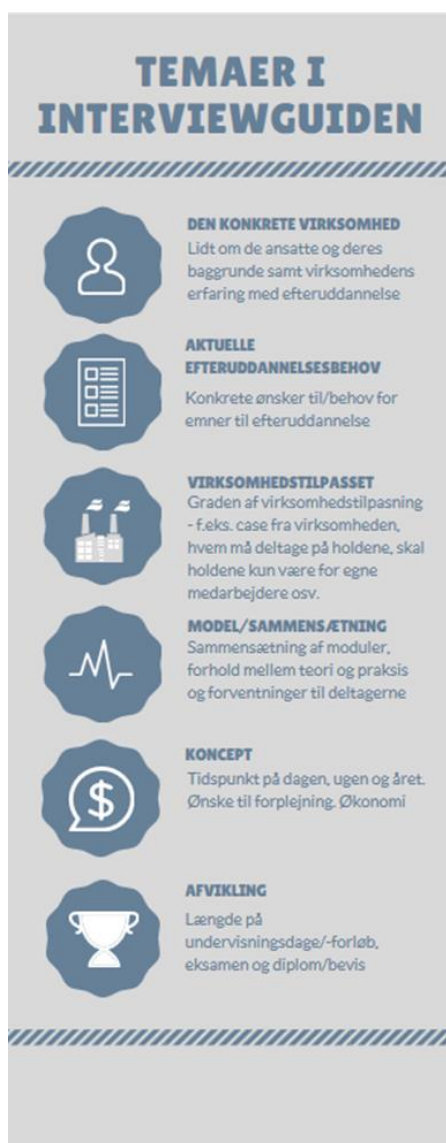 TEMAER I
INTERVIEWGUIDEN
DEN KONKRETE VIRKSOMHED
Lidt om de ansatte og deres
baggrunde samt virksomhedens
erfaring med efteruddannelse
AKTUELLE
EFTERUDDANNELSESBEHOV
Konkrete ønsker til/behov for
emner til efteruddannelse
VIRKSOMHEDSTILPASSET
Graden af virksomhedstilpasning
- f.eks. case fra virksomheden,
hvem må deltage på holdene, skal
holdene kun være for egne
medarbejdere osv.
MODEL/SAMMENSÆTNING
Sammensætning af moduler,
forhold mellem teori og praksis
og forventninger til deltagerne
KONCEPT
Tidspunkt på dagen, ugen og året.
Ønske til forplejning. Økonomi
$
AFVIKLING
Længde på
undervisningsdage/-forløb,
eksamen og diplom/bevis